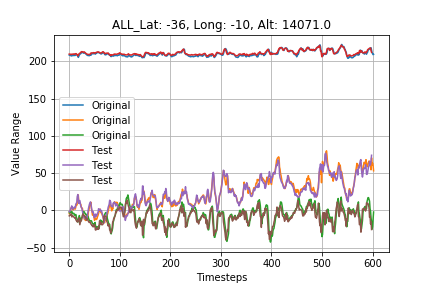 ALL_Lat: -36, Long: -10, Alt: 14071.0
Value Range
200
150
100
50
0
−50
Original
Original
Original
Test
Test
Test
0 100 200 300 400 500 600
Timesteps